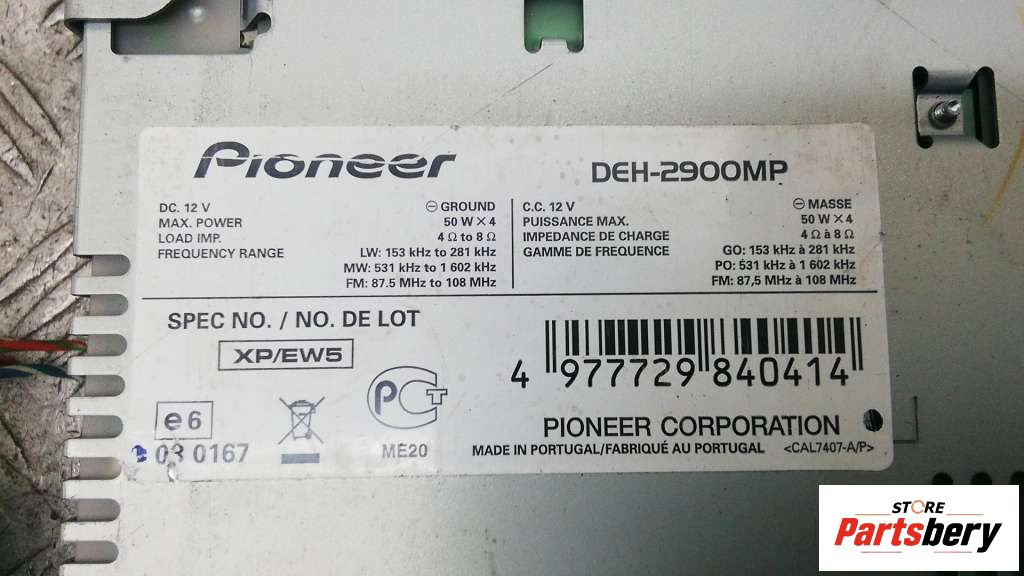 Pioneer
DEH-2900MP
DC. 12 V ⊖ GROUND
MAX. POWER 50 W × 4
LOAD IMP. 4 Ω to 8 Ω
FREQUENCY RANGE LW: 153 kHz to 281 kHz
MW: 531 kHz to 1 602 kHz
FM: 87.5 MHz to 108 MHz
C.C. 12 V ⊖ MASSE
PUISSANCE MAX. 50 W × 4
IMPEDANCE DE CHARGE 4 Ω à 8 Ω
GAMME DE FREQUENCE GO: 153 kHz à 281 kHz
PO: 531 kHz à 1 602 kHz
FM: 87,5 MHz à 108 MHz
SPEC NO. / NO. DE LOT
XP/EW5
e6
03 0167
PCT
ME20
4 977729 840414
PIONEER CORPORATION
MADE IN PORTUGAL/FABRIQUÉ AU PORTUGAL <CAL7407-A/P>
STORE
Partsbery